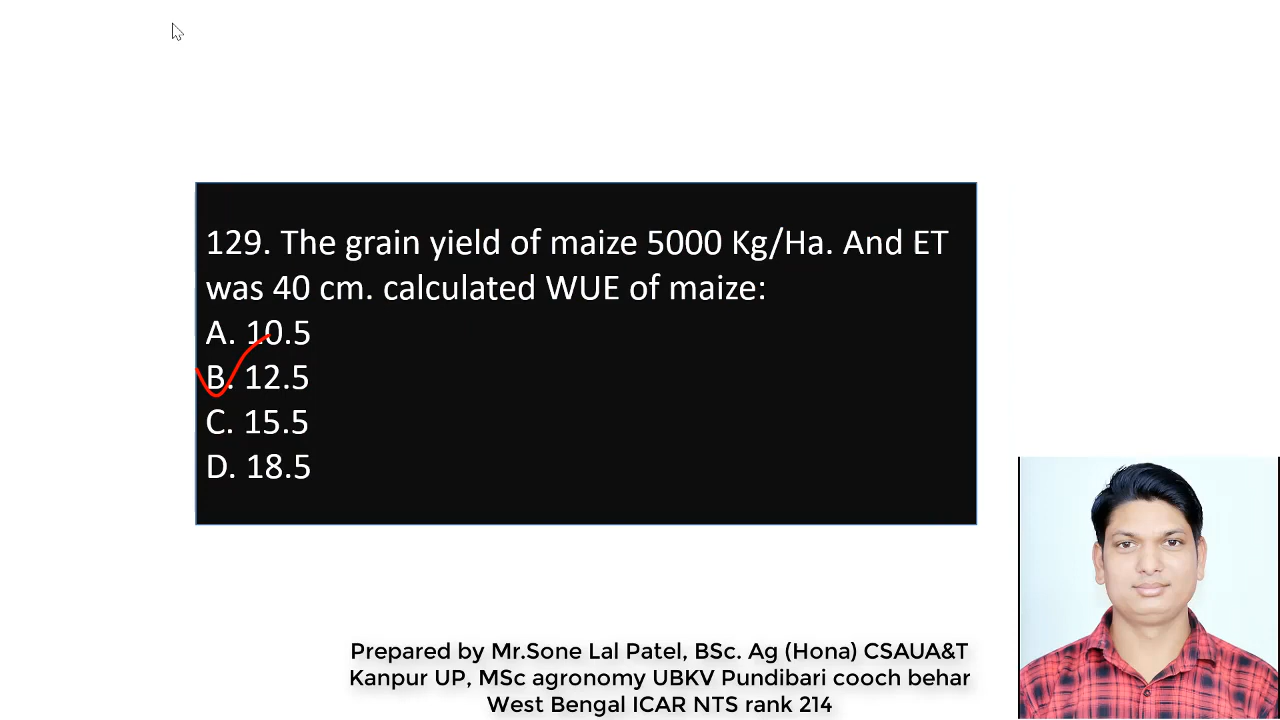 129. The grain yield of maize 5000 Kg/Ha. And ET
was 40 cm. calculated WUE of maize:
A. 10.5
B. 12.5
C. 15.5
D. 18.5
Prepared by Mr.Sone Lal Patel, BSc. Ag (Hona) CSAUA&T
Kanpur UP, MSc agronomy UBKV Pundibari cooch behar
West Bengal ICAR NTS rank 214